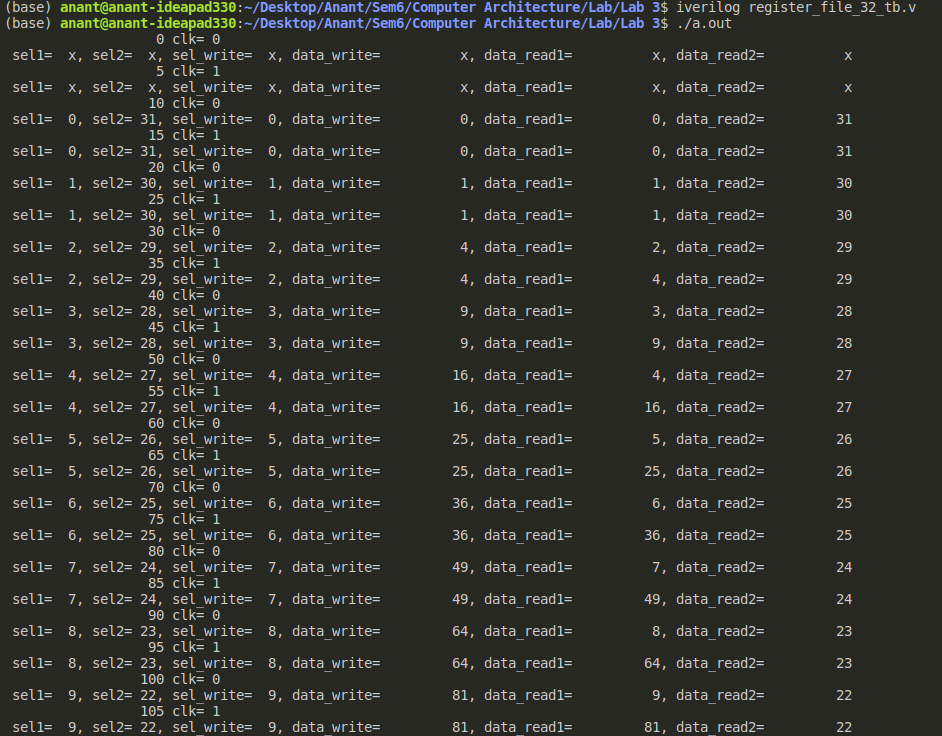 (base) anant@anant-ideapad330:~/Desktop/Anant/Sem6/Computer Architecture/Lab/Lab 3$ iverilog register_file_32_tb.v
(base) anant@anant-ideapad330:~/Desktop/Anant/Sem6/Computer Architecture/Lab/Lab 3$ ./a.out
                   0 clk= 0
 sel1=  x, sel2=  x, sel_write=  x, data_write=          x, data_read1=          x, data_read2=          x
                   5 clk= 1
 sel1=  x, sel2=  x, sel_write=  x, data_write=          x, data_read1=          x, data_read2=          x
                  10 clk= 0
 sel1=  0, sel2= 31, sel_write=  0, data_write=          0, data_read1=          0, data_read2=         31
                  15 clk= 1
 sel1=  0, sel2= 31, sel_write=  0, data_write=          0, data_read1=          0, data_read2=         31
                  20 clk= 0
 sel1=  1, sel2= 30, sel_write=  1, data_write=          1, data_read1=          1, data_read2=         30
                  25 clk= 1
 sel1=  1, sel2= 30, sel_write=  1, data_write=          1, data_read1=          1, data_read2=         30
                  30 clk= 0
 sel1=  2, sel2= 29, sel_write=  2, data_write=          4, data_read1=          2, data_read2=         29
                  35 clk= 1
 sel1=  2, sel2= 29, sel_write=  2, data_write=          4, data_read1=          4, data_read2=         29
                  40 clk= 0
 sel1=  3, sel2= 28, sel_write=  3, data_write=          9, data_read1=          3, data_read2=         28
                  45 clk= 1
 sel1=  3, sel2= 28, sel_write=  3, data_write=          9, data_read1=          9, data_read2=         28
                  50 clk= 0
 sel1=  4, sel2= 27, sel_write=  4, data_write=         16, data_read1=          4, data_read2=         27
                  55 clk= 1
 sel1=  4, sel2= 27, sel_write=  4, data_write=         16, data_read1=         16, data_read2=         27
                  60 clk= 0
 sel1=  5, sel2= 26, sel_write=  5, data_write=         25, data_read1=          5, data_read2=         26
                  65 clk= 1
 sel1=  5, sel2= 26, sel_write=  5, data_write=         25, data_read1=         25, data_read2=         26
                  70 clk= 0
 sel1=  6, sel2= 25, sel_write=  6, data_write=         36, data_read1=          6, data_read2=         25
                  75 clk= 1
 sel1=  6, sel2= 25, sel_write=  6, data_write=         36, data_read1=         36, data_read2=         25
                  80 clk= 0
 sel1=  7, sel2= 24, sel_write=  7, data_write=         49, data_read1=          7, data_read2=         24
                  85 clk= 1
 sel1=  7, sel2= 24, sel_write=  7, data_write=         49, data_read1=         49, data_read2=         24
                  90 clk= 0
 sel1=  8, sel2= 23, sel_write=  8, data_write=         64, data_read1=          8, data_read2=         23
                  95 clk= 1
 sel1=  8, sel2= 23, sel_write=  8, data_write=         64, data_read1=         64, data_read2=         23
                 100 clk= 0
 sel1=  9, sel2= 22, sel_write=  9, data_write=         81, data_read1=          9, data_read2=         22
                 105 clk= 1
 sel1=  9, sel2= 22, sel_write=  9, data_write=         81, data_read1=         81, data_read2=         22